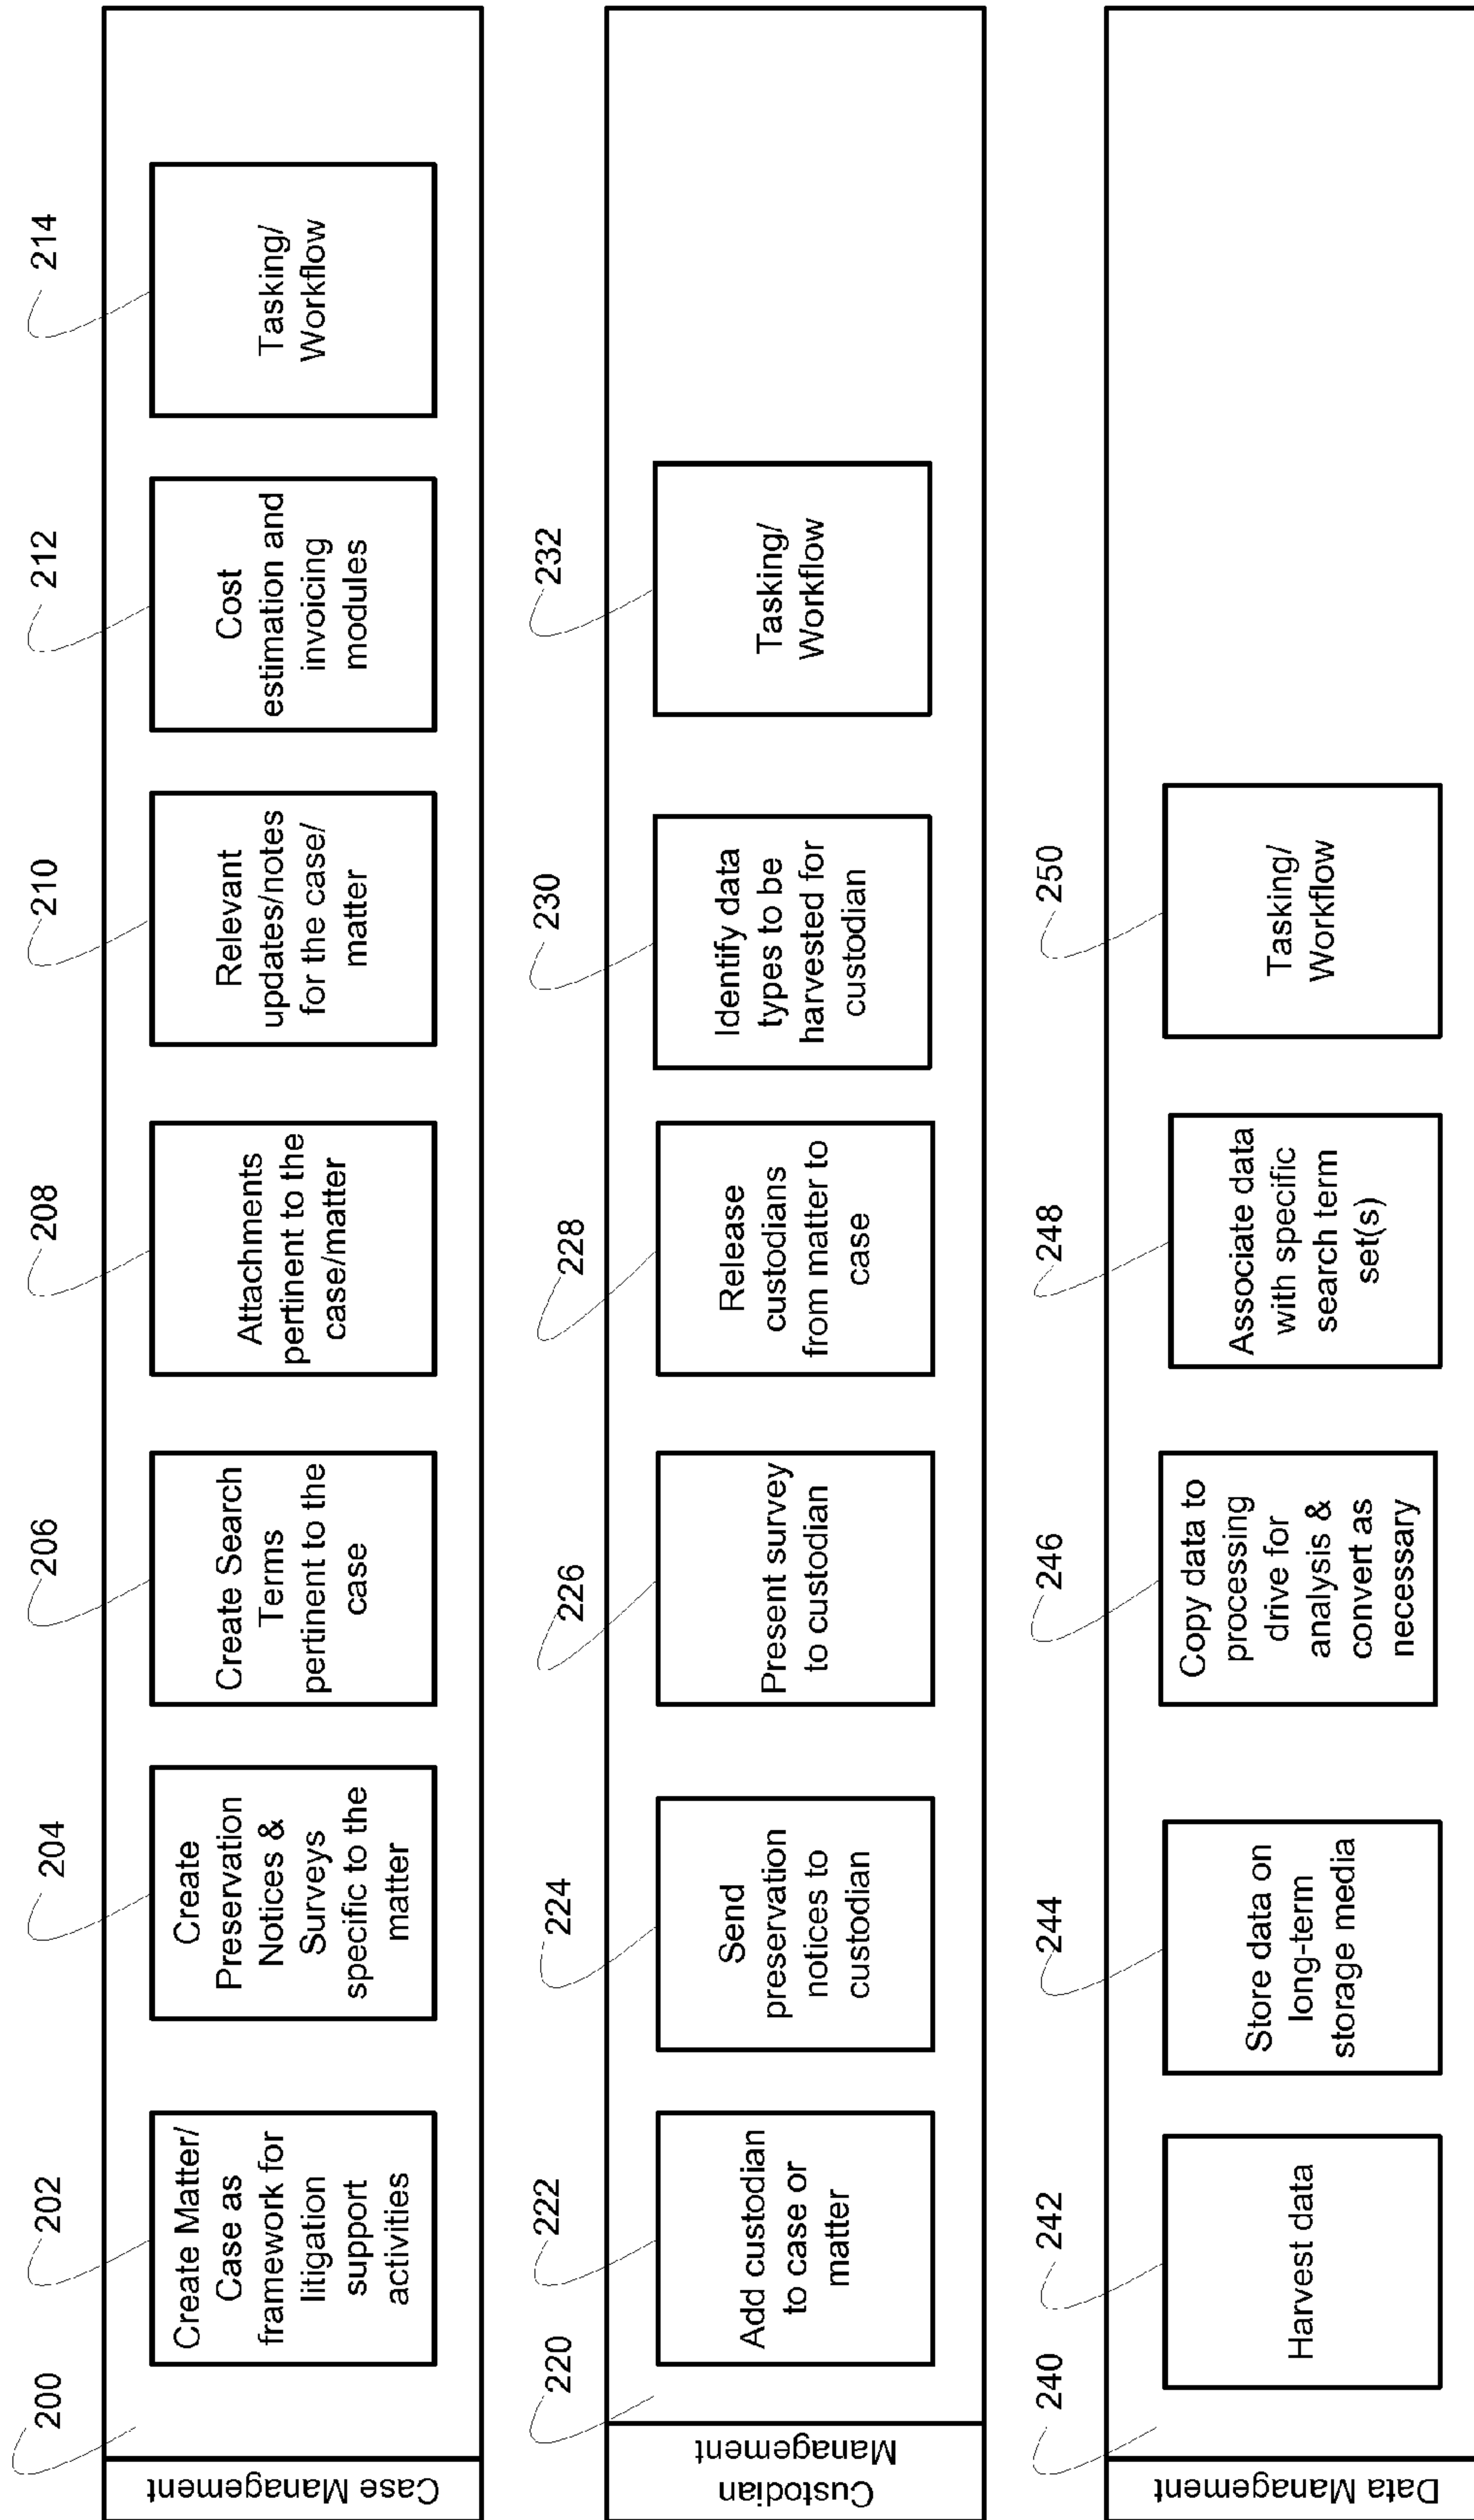 200
Case Management
202
Create Matter/
Case as
framework for
litigation
support
activities
204
Create
Preservation
Notices &
Surveys
specific to the
matter
206
Create Search
Terms
pertinent to the
case
208
Attachments
pertinent to the
case/matter
210
Relevant
updates/notes
for the case/
matter
212
Cost
estimation and
invoicing
modules
214
Tasking/
Workflow
220
Custodian
Management
222
Add custodian
to case or
matter
224
Send
preservation
notices to
custodian
226
Present survey
to custodian
228
Release
custodians
from matter to
case
230
Identify data
types to be
harvested for
custodian
232
Tasking/
Workflow
240
Data Management
242
Harvest data
244
Store data on
long-term
storage media
246
Copy data to
processing
drive for
analysis &
convert as
necessary
248
Associate data
with specific
search term
set(s)
250
Tasking/
Workflow